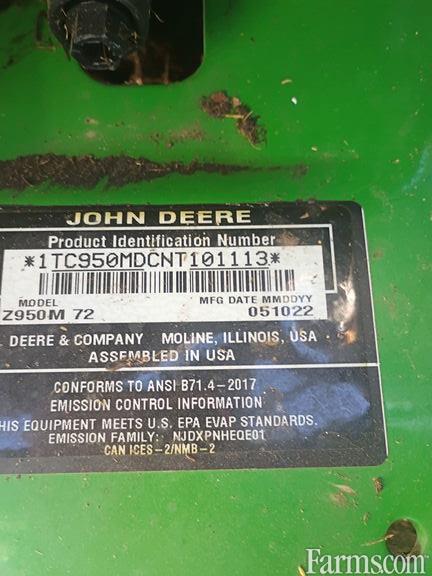 JOHN DEERE
Product Identification Number
*1TC950MDCNT101113*
MODEL MFG DATE MMDDYY
Z950M 72 051022
DEERE & COMPANY MOLINE, ILLINOIS, USA
ASSEMBLED IN USA
CONFORMS TO ANSI B71.4-2017
EMISSION CONTROL INFORMATION
THIS EQUIPMENT MEETS U.S. EPA EVAP STANDARDS.
EMISSION FAMILY: NJDXPNHEQE01
CAN ICES-2/NMB-2
Farms.com